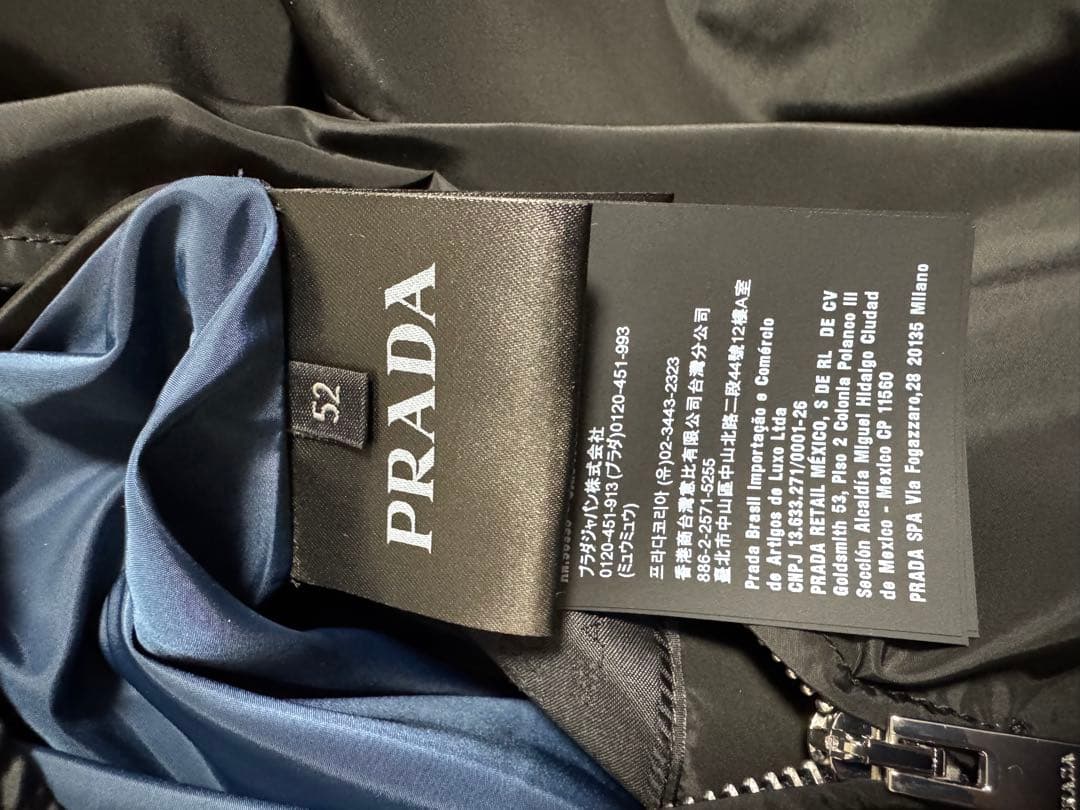 PRADA
52
プラダジャパン株式会社
0120-451-913 (プラダ)0120-451-993
(ミュウミュウ)
프라다코리아 (유)02-3443-2323
香港商台灣惠比有限公司台灣分公司
886-2-2571-5255
臺北市中山區中山北路二段44號12樓A室
Prada Brasil Importação e Comércio
de Artigos de Luxo Ltda
CNPJ 13.633.271/0001-26
PRADA RETAIL MÉXICO, S DE RL DE CV
Goldsmith 53, Piso 2 Colonia Polanco III
Sección Alcaldía Miguel Hidalgo Ciudad
de Mexico - Mexico CP 11560
PRADA SPA Via Fogazzaro,28 20135 Milano